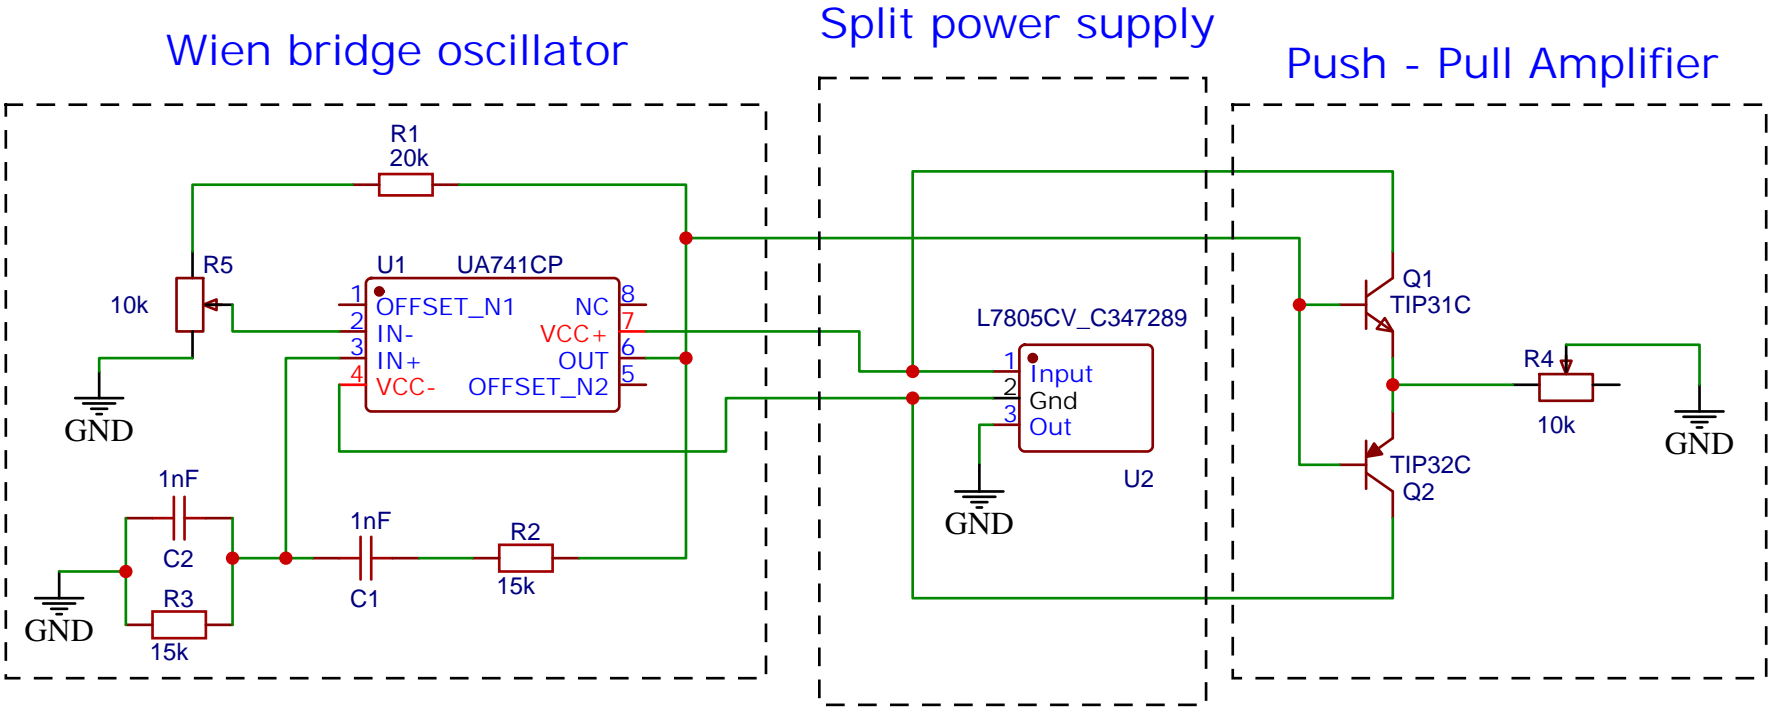 Wien bridge oscillator
Split power supply
Push - Pull Amplifier
R1
20k
R5
10k
GND
U1
UA741CP
1
OFFSET_N1
2
IN-
3
IN+
4
VCC-
NC
8
VCC+
7
OUT
6
OFFSET_N2
5
1nF
C2
R3
15k
GND
1nF
C1
R2
15k
L7805CV_C347289
1
Input
2
Gnd
3
Out
U2
GND
Q1
TIP31C
R4
10k
GND
TIP32C
Q2